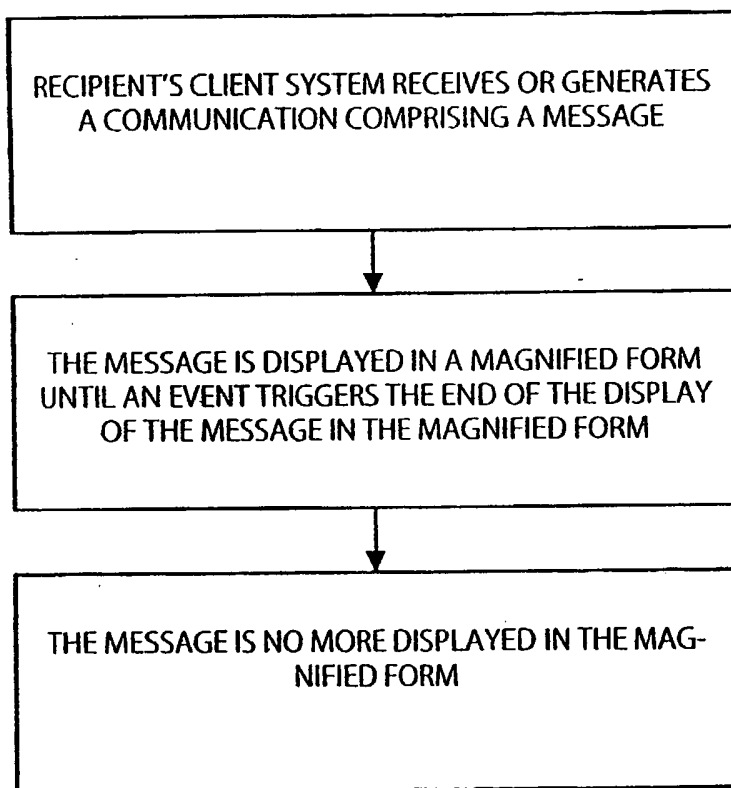 RECIPIENT'S CLIENT SYSTEM RECEIVES OR GENERATES
A COMMUNICATION COMPRISING A MESSAGE
THE MESSAGE IS DISPLAYED IN A MAGNIFIED FORM
UNTIL AN EVENT TRIGGERS THE END OF THE DISPLAY
OF THE MESSAGE IN THE MAGNIFIED FORM
THE MESSAGE IS NO MORE DISPLAYED IN THE MAG-
NIFIED FORM